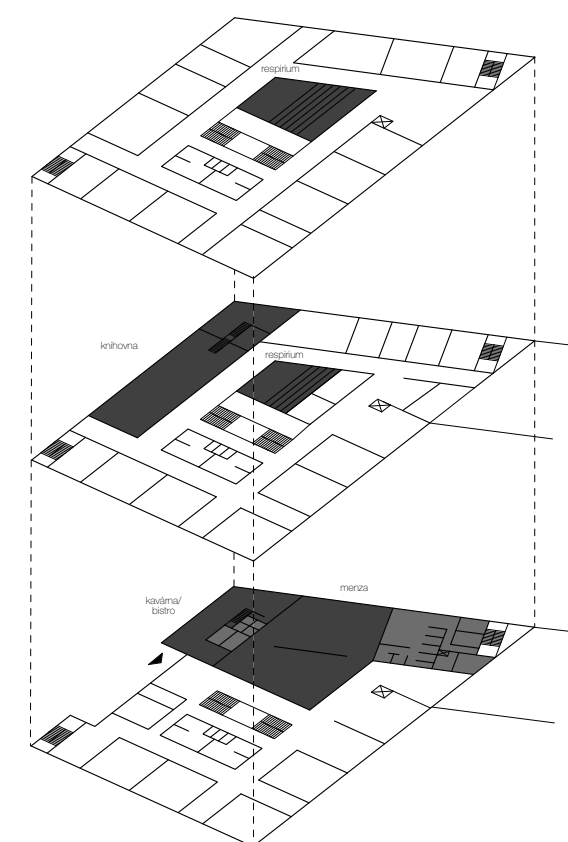 respirium
knihovna
respirium
kavárna/
bistro
menza